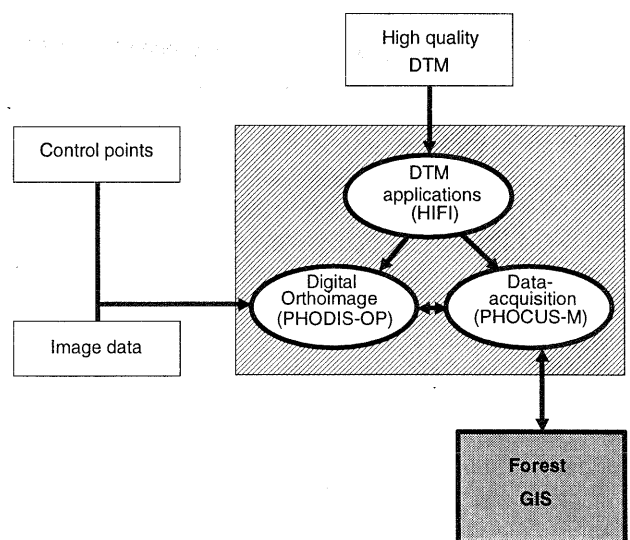 High quality
DTM
Control points
DTM
applications
(HIFI)
Digital
Orthoimage
(PHODIS-OP)
Data-
acquisition
(PHOCUS-M)
Image data
Forest
GIS